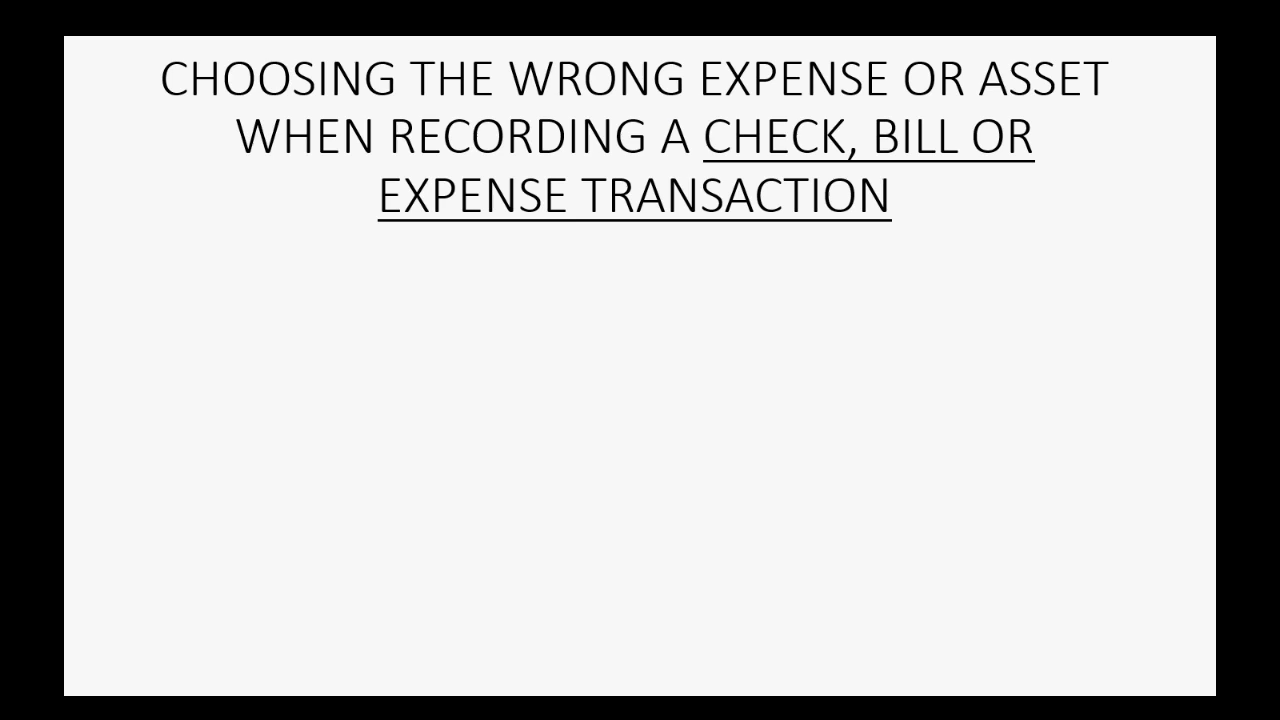 CHOOSING THE WRONG EXPENSE OR ASSET
WHEN RECORDING A CHECK, BILL OR
EXPENSE TRANSACTION